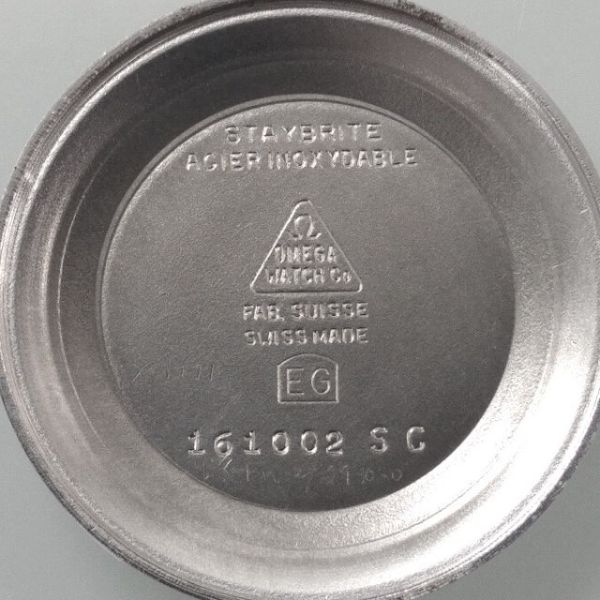 STAYBRITE
ACIER INOXYDABLE
Ω
OMEGA
WATCH Co
FAB. SUISSE
SWISS MADE
EG
161002 SC